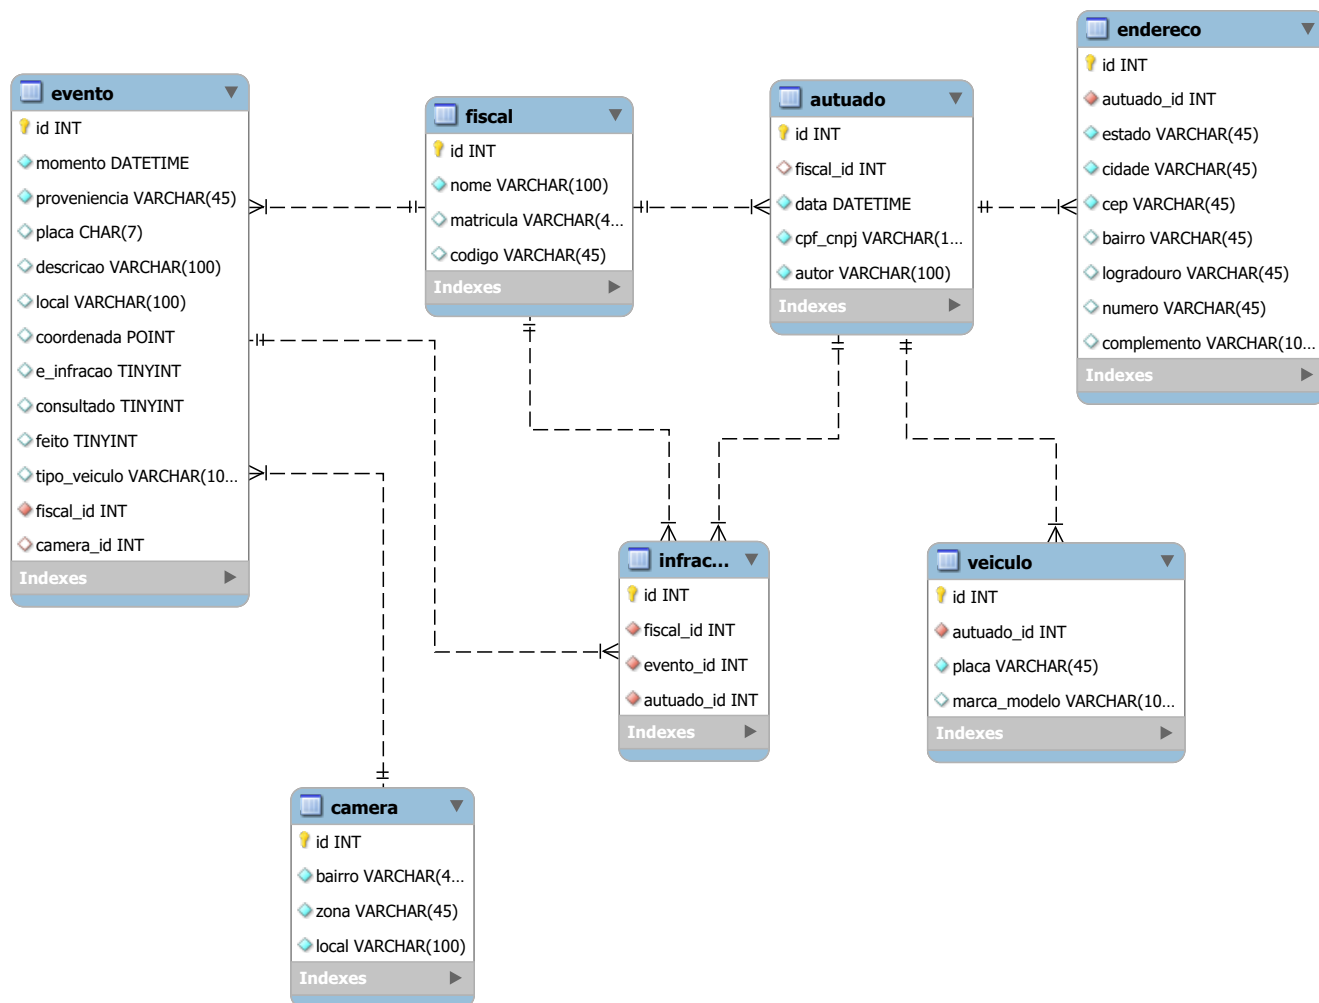 evento
id INT
momento DATETIME
proveniencia VARCHAR(45)
placa CHAR(7)
descricao VARCHAR(100)
local VARCHAR(100)
coordenada POINT
e_infracao TINYINT
consultado TINYINT
feito TINYINT
tipo_veiculo VARCHAR(10...
fiscal_id INT
camera_id INT
Indexes
fiscal
id INT
nome VARCHAR(100)
matricula VARCHAR(4...
codigo VARCHAR(45)
Indexes
autuado
id INT
fiscal_id INT
data DATETIME
cpf_cnpj VARCHAR(1...
autor VARCHAR(100)
Indexes
endereco
id INT
autuado_id INT
estado VARCHAR(45)
cidade VARCHAR(45)
cep VARCHAR(45)
bairro VARCHAR(45)
logradouro VARCHAR(45)
numero VARCHAR(45)
complemento VARCHAR(10...
Indexes
infrac...
id INT
fiscal_id INT
evento_id INT
autuado_id INT
Indexes
veiculo
id INT
autuado_id INT
placa VARCHAR(45)
marca_modelo VARCHAR(10...
Indexes
camera
id INT
bairro VARCHAR(4...
zona VARCHAR(45)
local VARCHAR(100)
Indexes